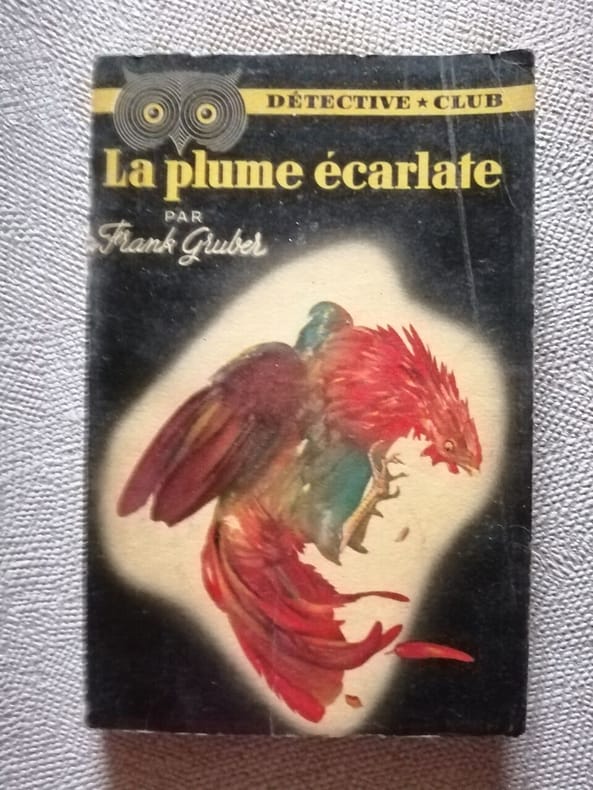 DÉTECTIVE ★ CLUB
La plume écarlate
PAR
Frank Gruber